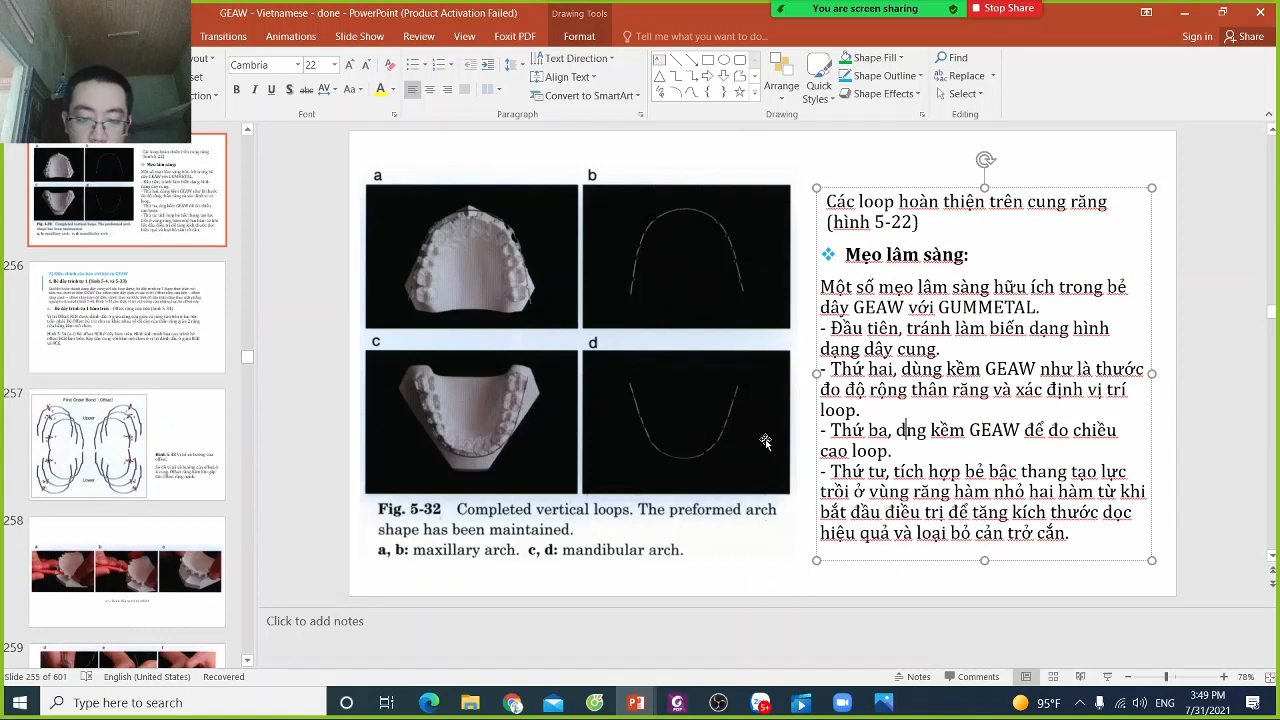 GEAW - Vietnamese - done - PowerPoint (Product Activation Failed)
Drawing Tools
You are screen sharing
Stop Share
Transitions
Animations
Slide Show
Review
View
Foxit PDF
Format
Tell me what you want to do...
Sign in
Share
Cambria
22
Text Direction
Align Text
Convert to SmartArt
Arrange
Quick
Styles
Shape Fill
Shape Outline
Shape Effects
Find
Replace
Select
Font
Paragraph
Drawing
Editing
256
257
258
259
First Order Bend (Offset)
Upper
Lower
a
b
c
d
Fig. 5-32 Completed vertical loops. The preformed arch
shape has been maintained.
a, b: maxillary arch. c, d: mandibular arch.
Các loop hoàn thiện trên cung răng
(hình 5-22)
Mẹo lâm sàng:
Một số mẹo lâm sàng hữu ích trong bẻ
dây GEAW với GUMMETAL.
- Đầu tiên, tránh làm biến dạng hình
dạng dây cung.
- Thứ hai, dùng kềm GEAW như là thước
đo độ rộng thân răng và xác định vị trí
loop.
- Thứ ba, dng kềm GEAW để đo chiều
cao loop.
- Thứ tư, tích hợp bẻ bậc thang tạo lực
trồi ở vùng răng hàm nhỏ hai hàm từ khi
bắt đầu điều trị để tăng kích thước dọc
hiệu quả và loại bỏ cản trở cắn.
Click to add notes
Slide 255 of 601
English (United States)
Recovered
Notes
Comments
78%
Type here to search
95°F
ENG
3:49 PM
7/31/2021